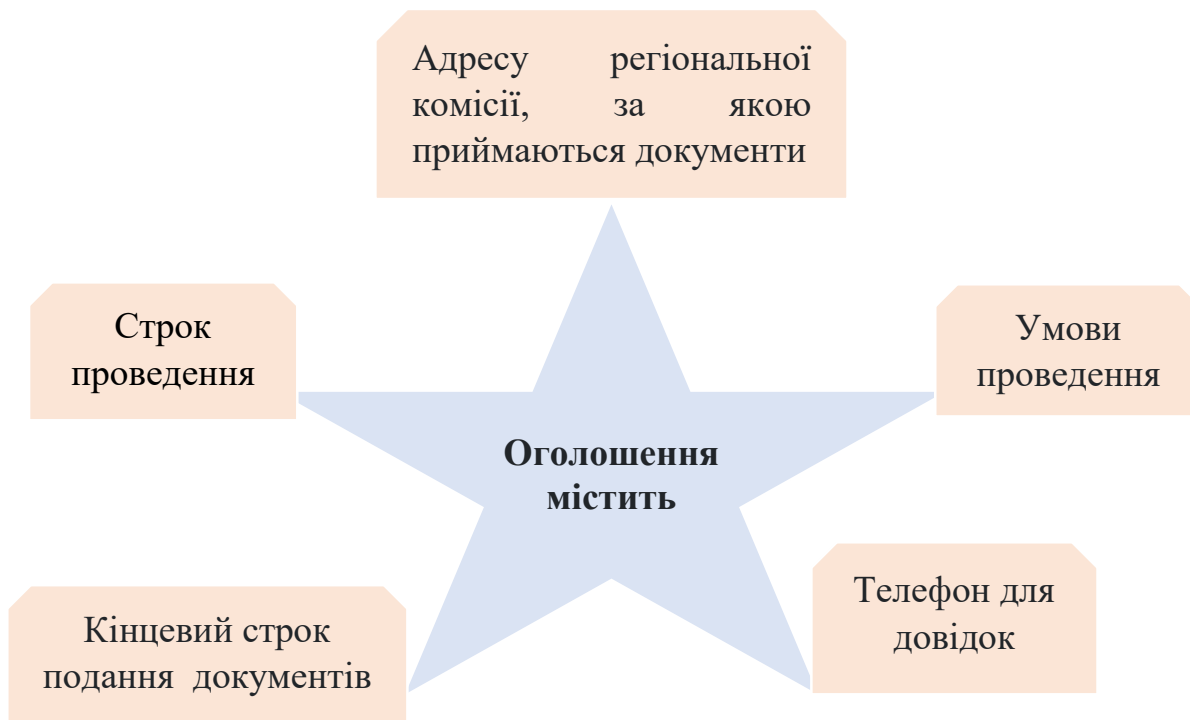 Адресу регіональної
комісії, за якою
приймаються документи
Строк
проведення
Умови
проведення
Оголошення
містить
Телефон для
довідок
Кінцевий строк
подання документів